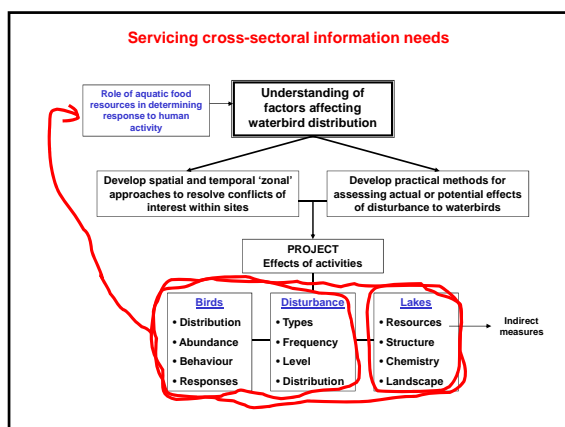 Servicing cross-sectoral information needs
Role of aquatic food
resources in determining
response to human
activity
Understanding of
factors affecting
waterbird distribution
Develop spatial and temporal ‘zonal’
approaches to resolve conflicts of
interest within sites
Develop practical methods for
assessing actual or potential effects
of disturbance to waterbirds
PROJECT
Effects of activities
Birds
• Distribution
• Abundance
• Behaviour
• Responses
Disturbance
• Types
• Frequency
• Level
• Distribution
Lakes
• Resources
• Structure
• Chemistry
• Landscape
Indirect
measures